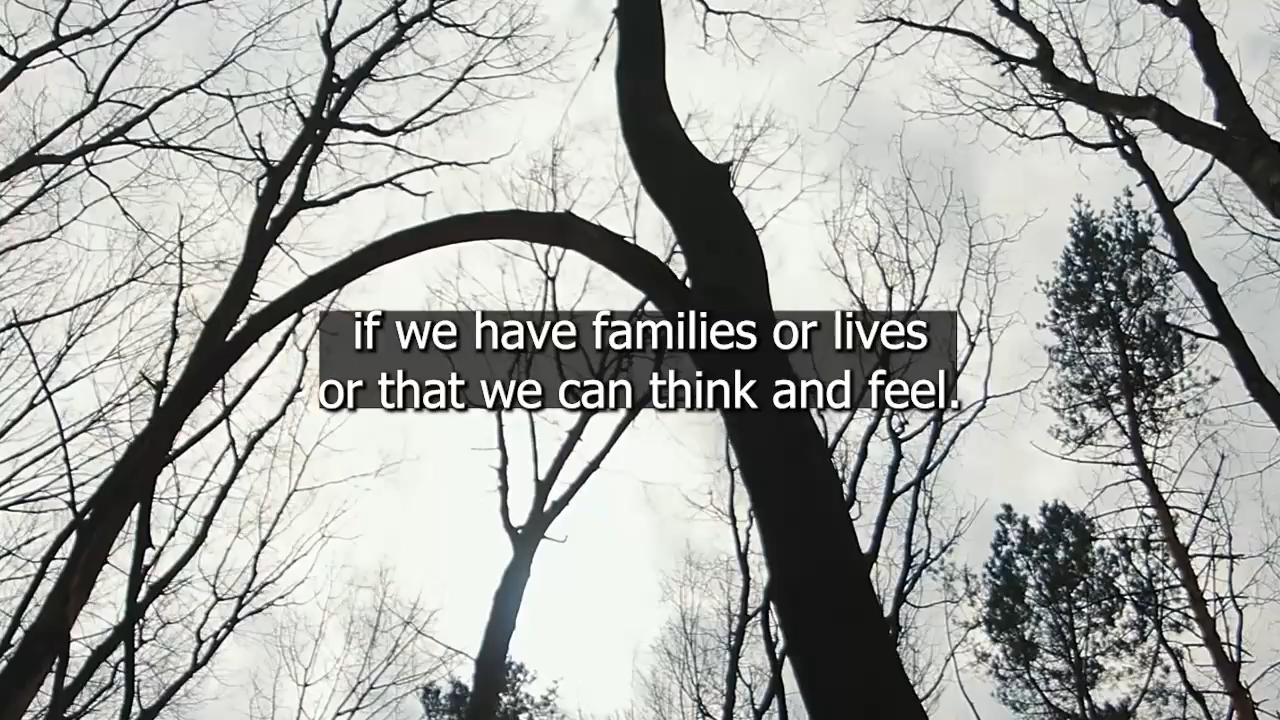 if we have families or lives
or that we can think and feel.